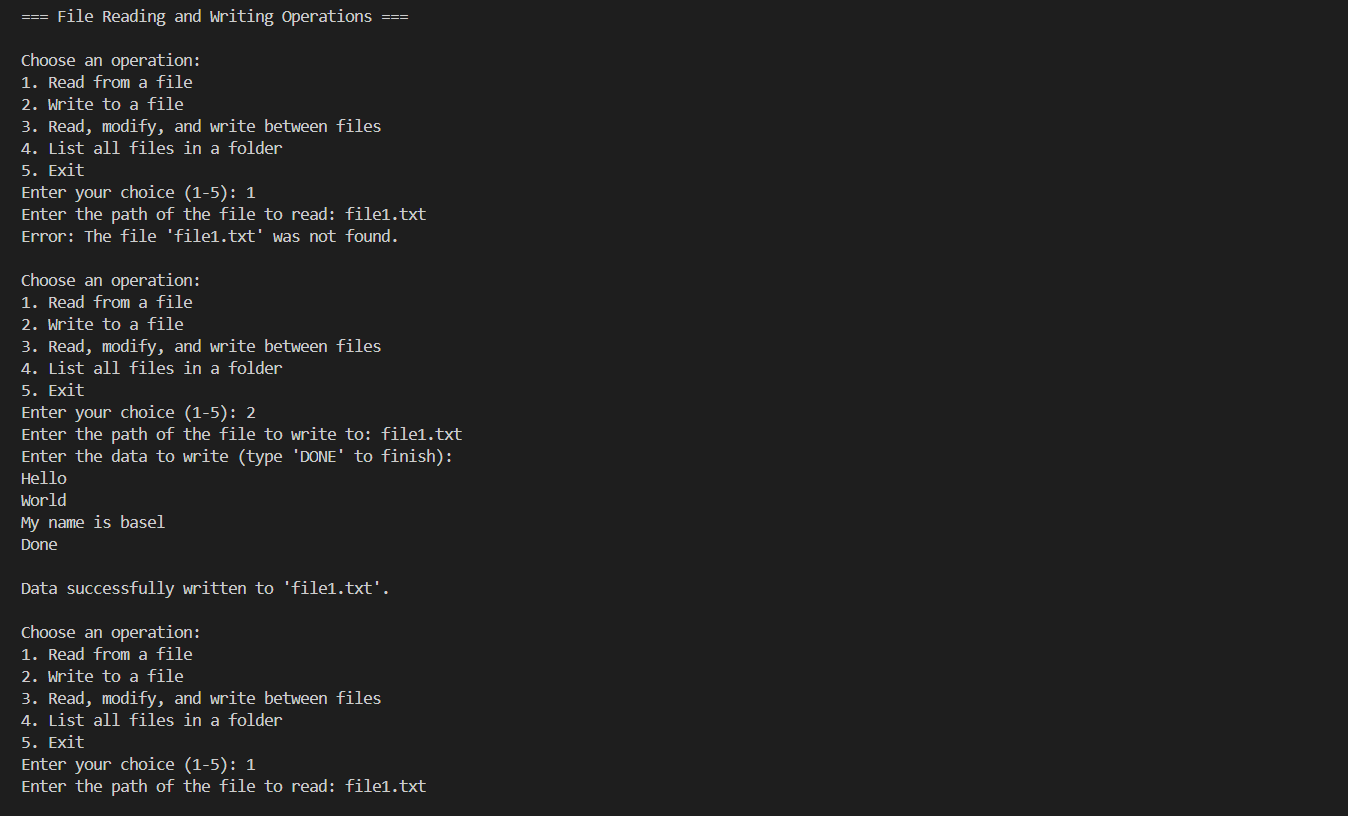 === File Reading and Writing Operations ===
Choose an operation:
1. Read from a file
2. Write to a file
3. Read, modify, and write between files
4. List all files in a folder
5. Exit
Enter your choice (1-5): 1
Enter the path of the file to read: file1.txt
Error: The file 'file1.txt' was not found.
Choose an operation:
1. Read from a file
2. Write to a file
3. Read, modify, and write between files
4. List all files in a folder
5. Exit
Enter your choice (1-5): 2
Enter the path of the file to write to: file1.txt
Enter the data to write (type 'DONE' to finish):
Hello
World
My name is basel
Done
Data successfully written to 'file1.txt'.
Choose an operation:
1. Read from a file
2. Write to a file
3. Read, modify, and write between files
4. List all files in a folder
5. Exit
Enter your choice (1-5): 1
Enter the path of the file to read: file1.txt